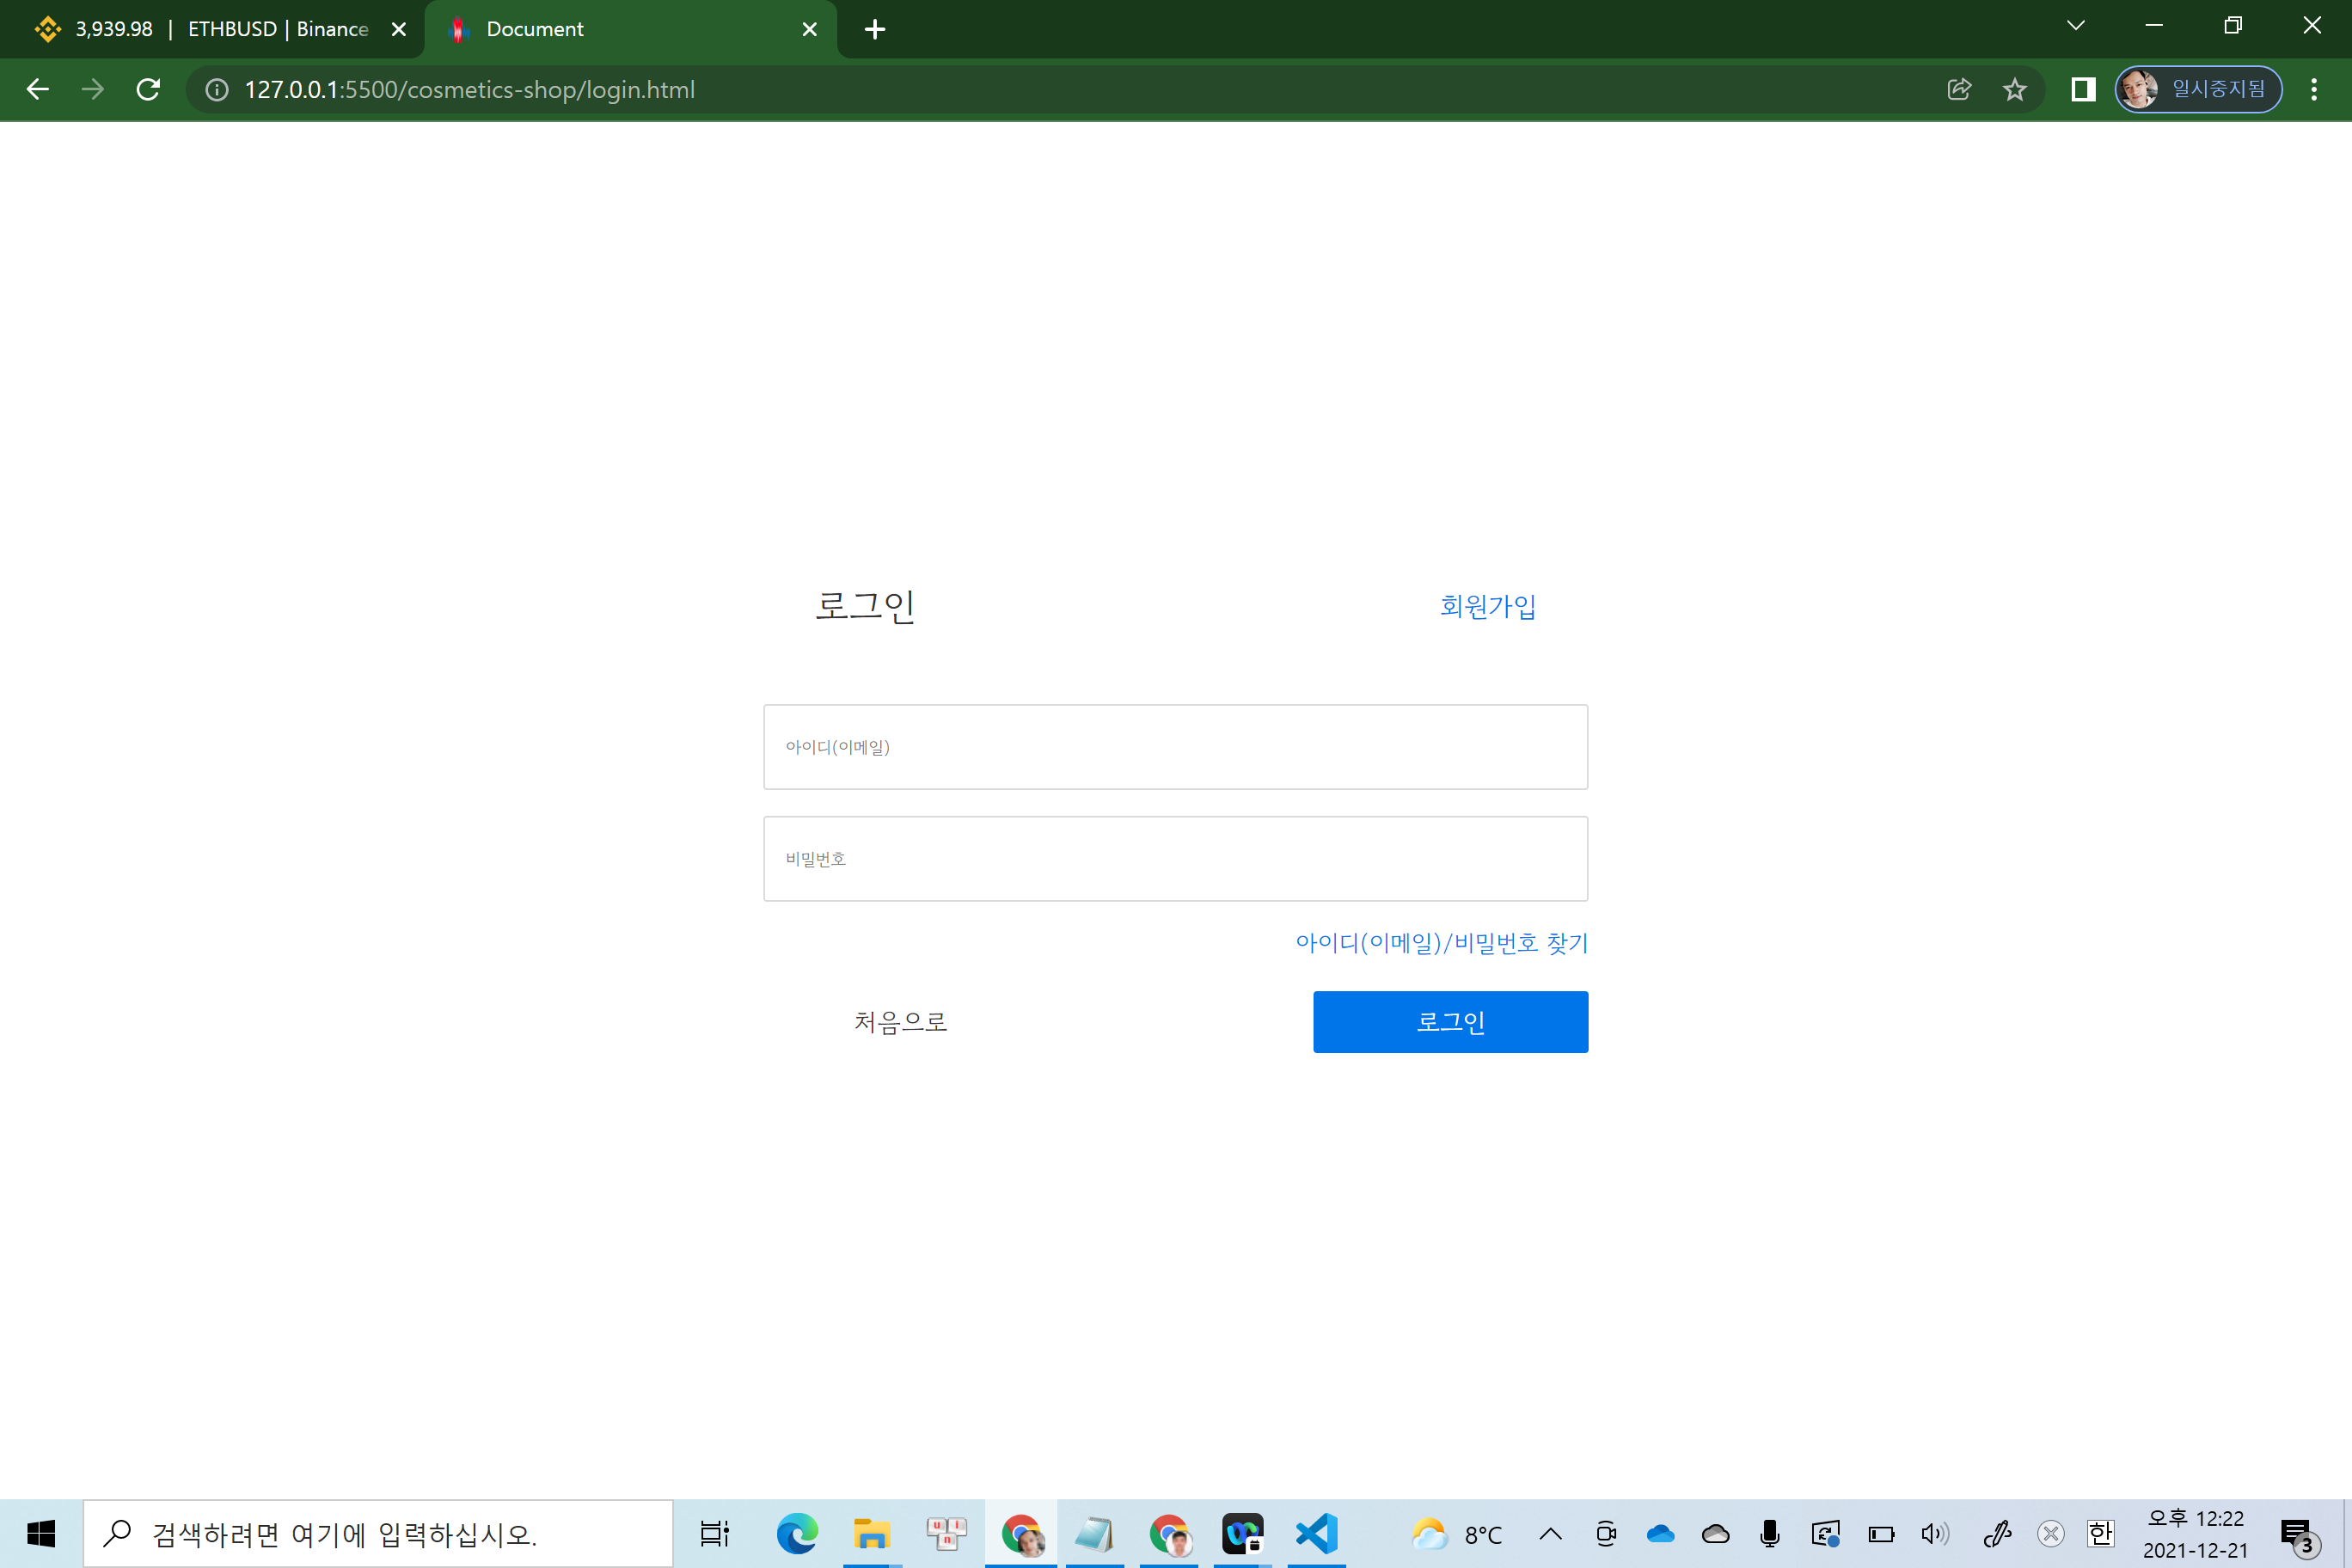 3,939.98 | ETHBUSD | Binance
Document
127.0.0.1:5500/cosmetics-shop/login.html
일시중지됨
로그인
회원가입
아이디(이메일)
비밀번호
아이디(이메일)/비밀번호 찾기
처음으로
로그인
검색하려면 여기에 입력하십시오.
u i n
8°C
한
오후 12:22
2021-12-21
3